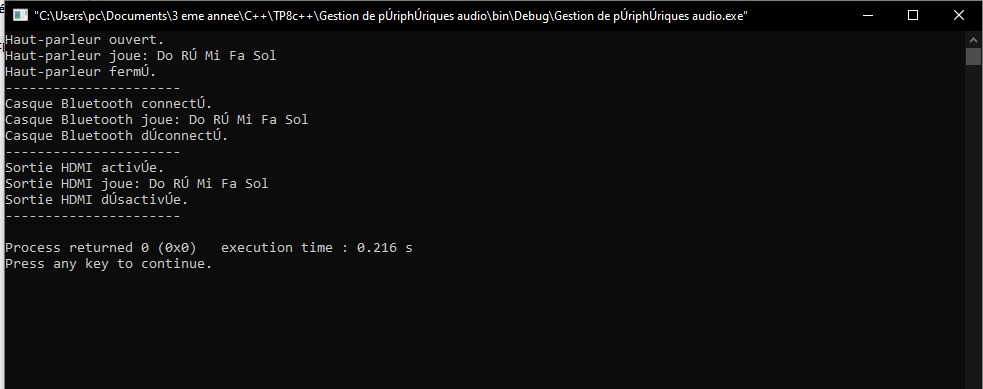 "C:\Users\pc\Documents\3 eme annee\C++\TP8c++\Gestion de pÚriphÚriques audio\bin\Debug\Gestion de pÚriphÚriques audio.exe"
Haut-parleur ouvert.
Haut-parleur joue: Do RÚ Mi Fa Sol
Haut-parleur fermÚ.
----------------------
Casque Bluetooth connectÚ.
Casque Bluetooth joue: Do RÚ Mi Fa Sol
Casque Bluetooth dÚconnectÚ.
----------------------
Sortie HDMI activÚe.
Sortie HDMI joue: Do RÚ Mi Fa Sol
Sortie HDMI dÚsactivÚe.
----------------------
Process returned 0 (0x0)   execution time : 0.216 s
Press any key to continue.